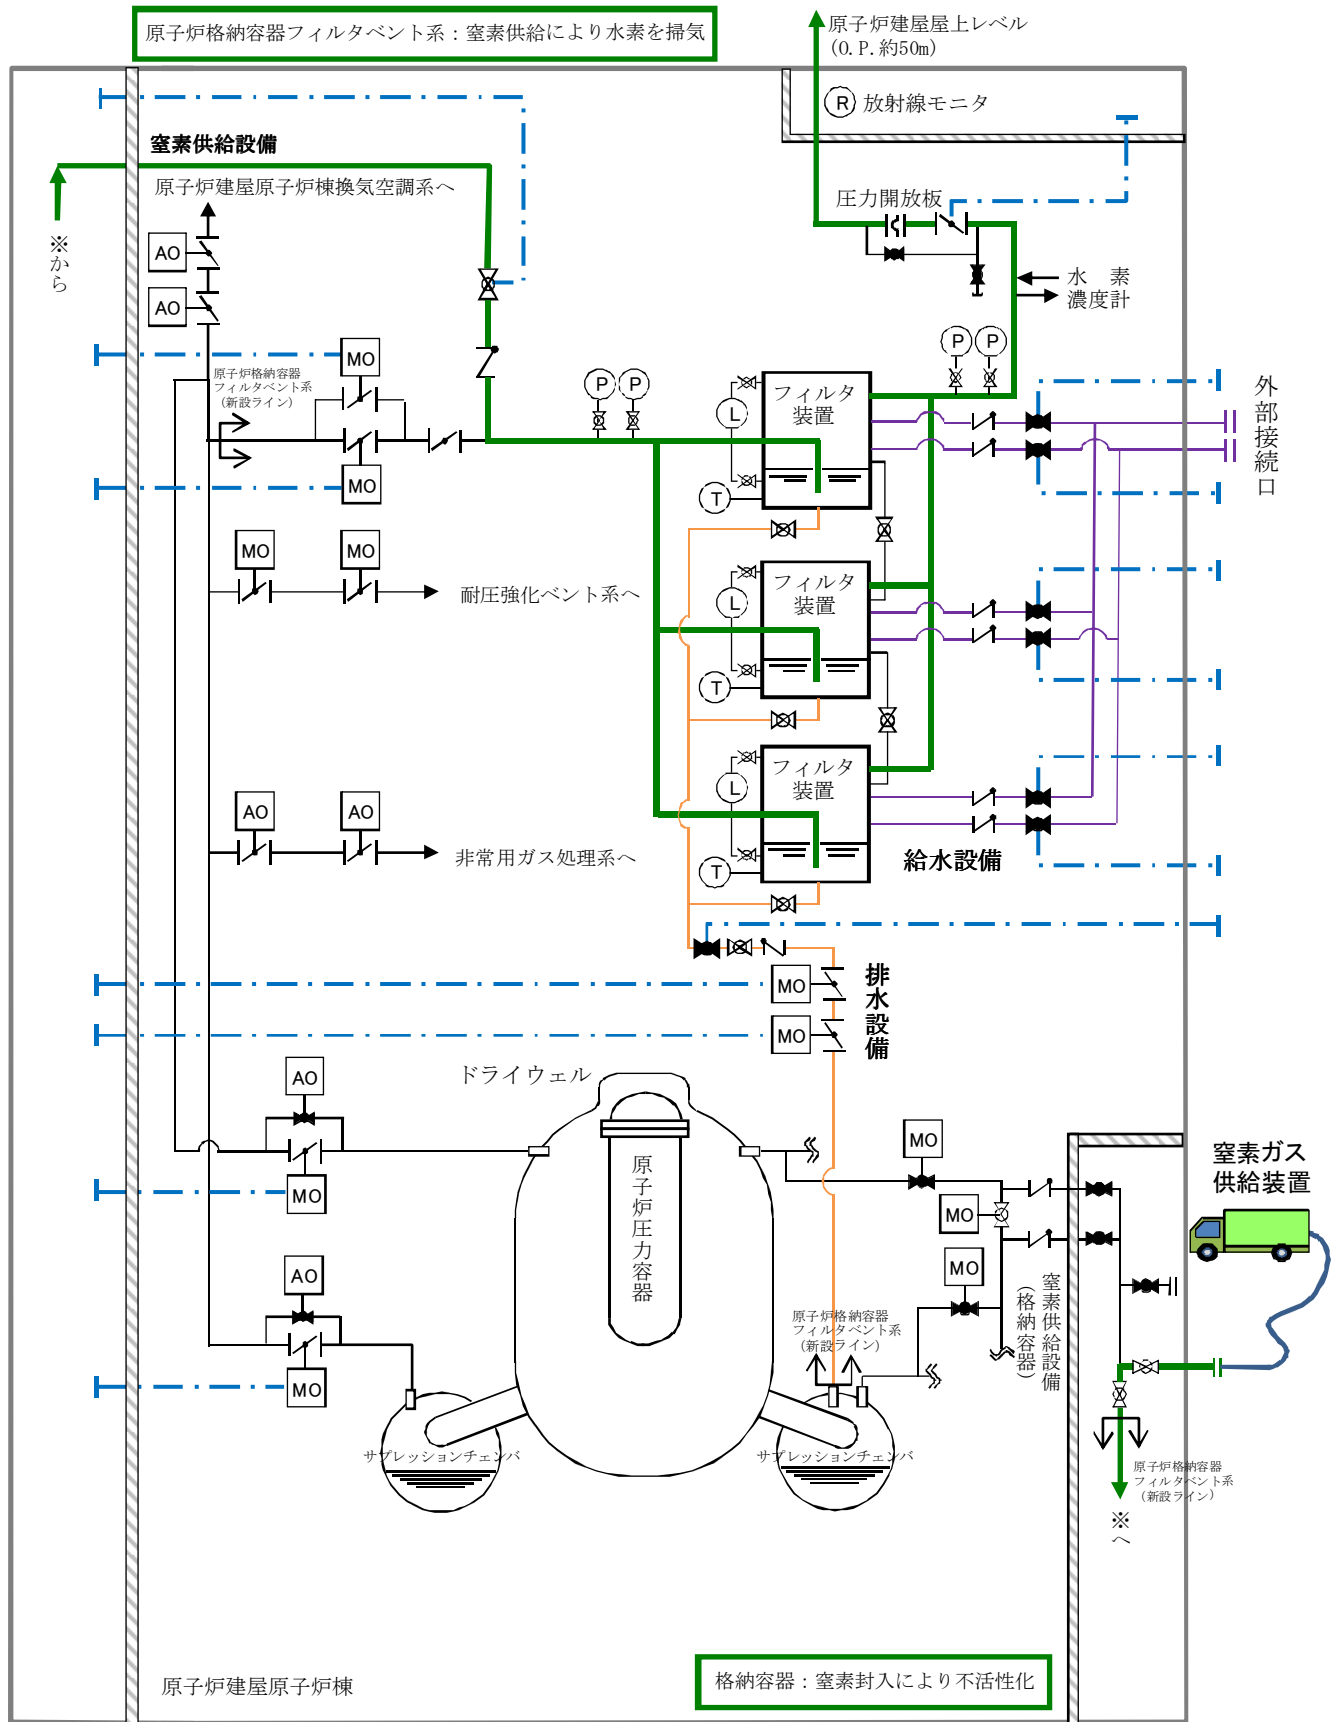 原子炉格納容器フィルタベント系：窒素供給により水素を掃気
原子炉建屋屋上レベル
(O.P.約50m)
R 放射線モニタ
窒素供給設備
原子炉建屋原子炉棟換気空調系へ
※から
AO
AO
圧力開放板
水素
濃度計
MO
原子炉格納容器
フィルタベント系
(新設ライン)
MO
P
P
P
P
フィルタ
装置
L
T
外部接続口
MO
MO
耐圧強化ベント系へ
フィルタ
装置
L
T
フィルタ
装置
L
T
AO
AO
非常用ガス処理系へ
給水設備
MO
MO
排水設備
ドライウェル
AO
MO
原子炉圧力容器
MO
MO
窒素ガス
供給装置
AO
MO
MO
窒素供給設備
(格納容器)
原子炉格納容器
フィルタベント系
(新設ライン)
サプレッションチェンバ
サプレッションチェンバ
原子炉格納容器
フィルタベント系
(新設ライン)
※へ
原子炉建屋原子炉棟
格納容器：窒素封入により不活性化